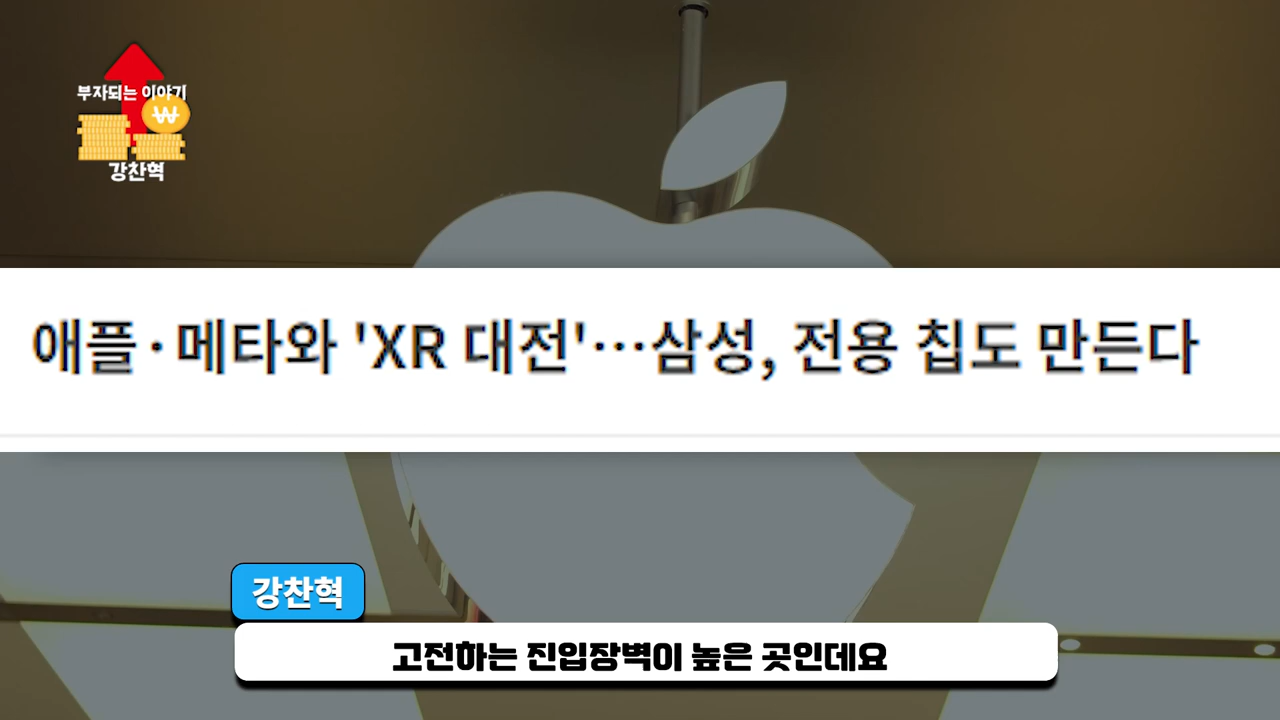 부자되는 이야기
₩
강찬혁
애플·메타와 'XR 대전'…삼성, 전용 칩도 만든다
강찬혁
고전하는 진입장벽이 높은 곳인데요